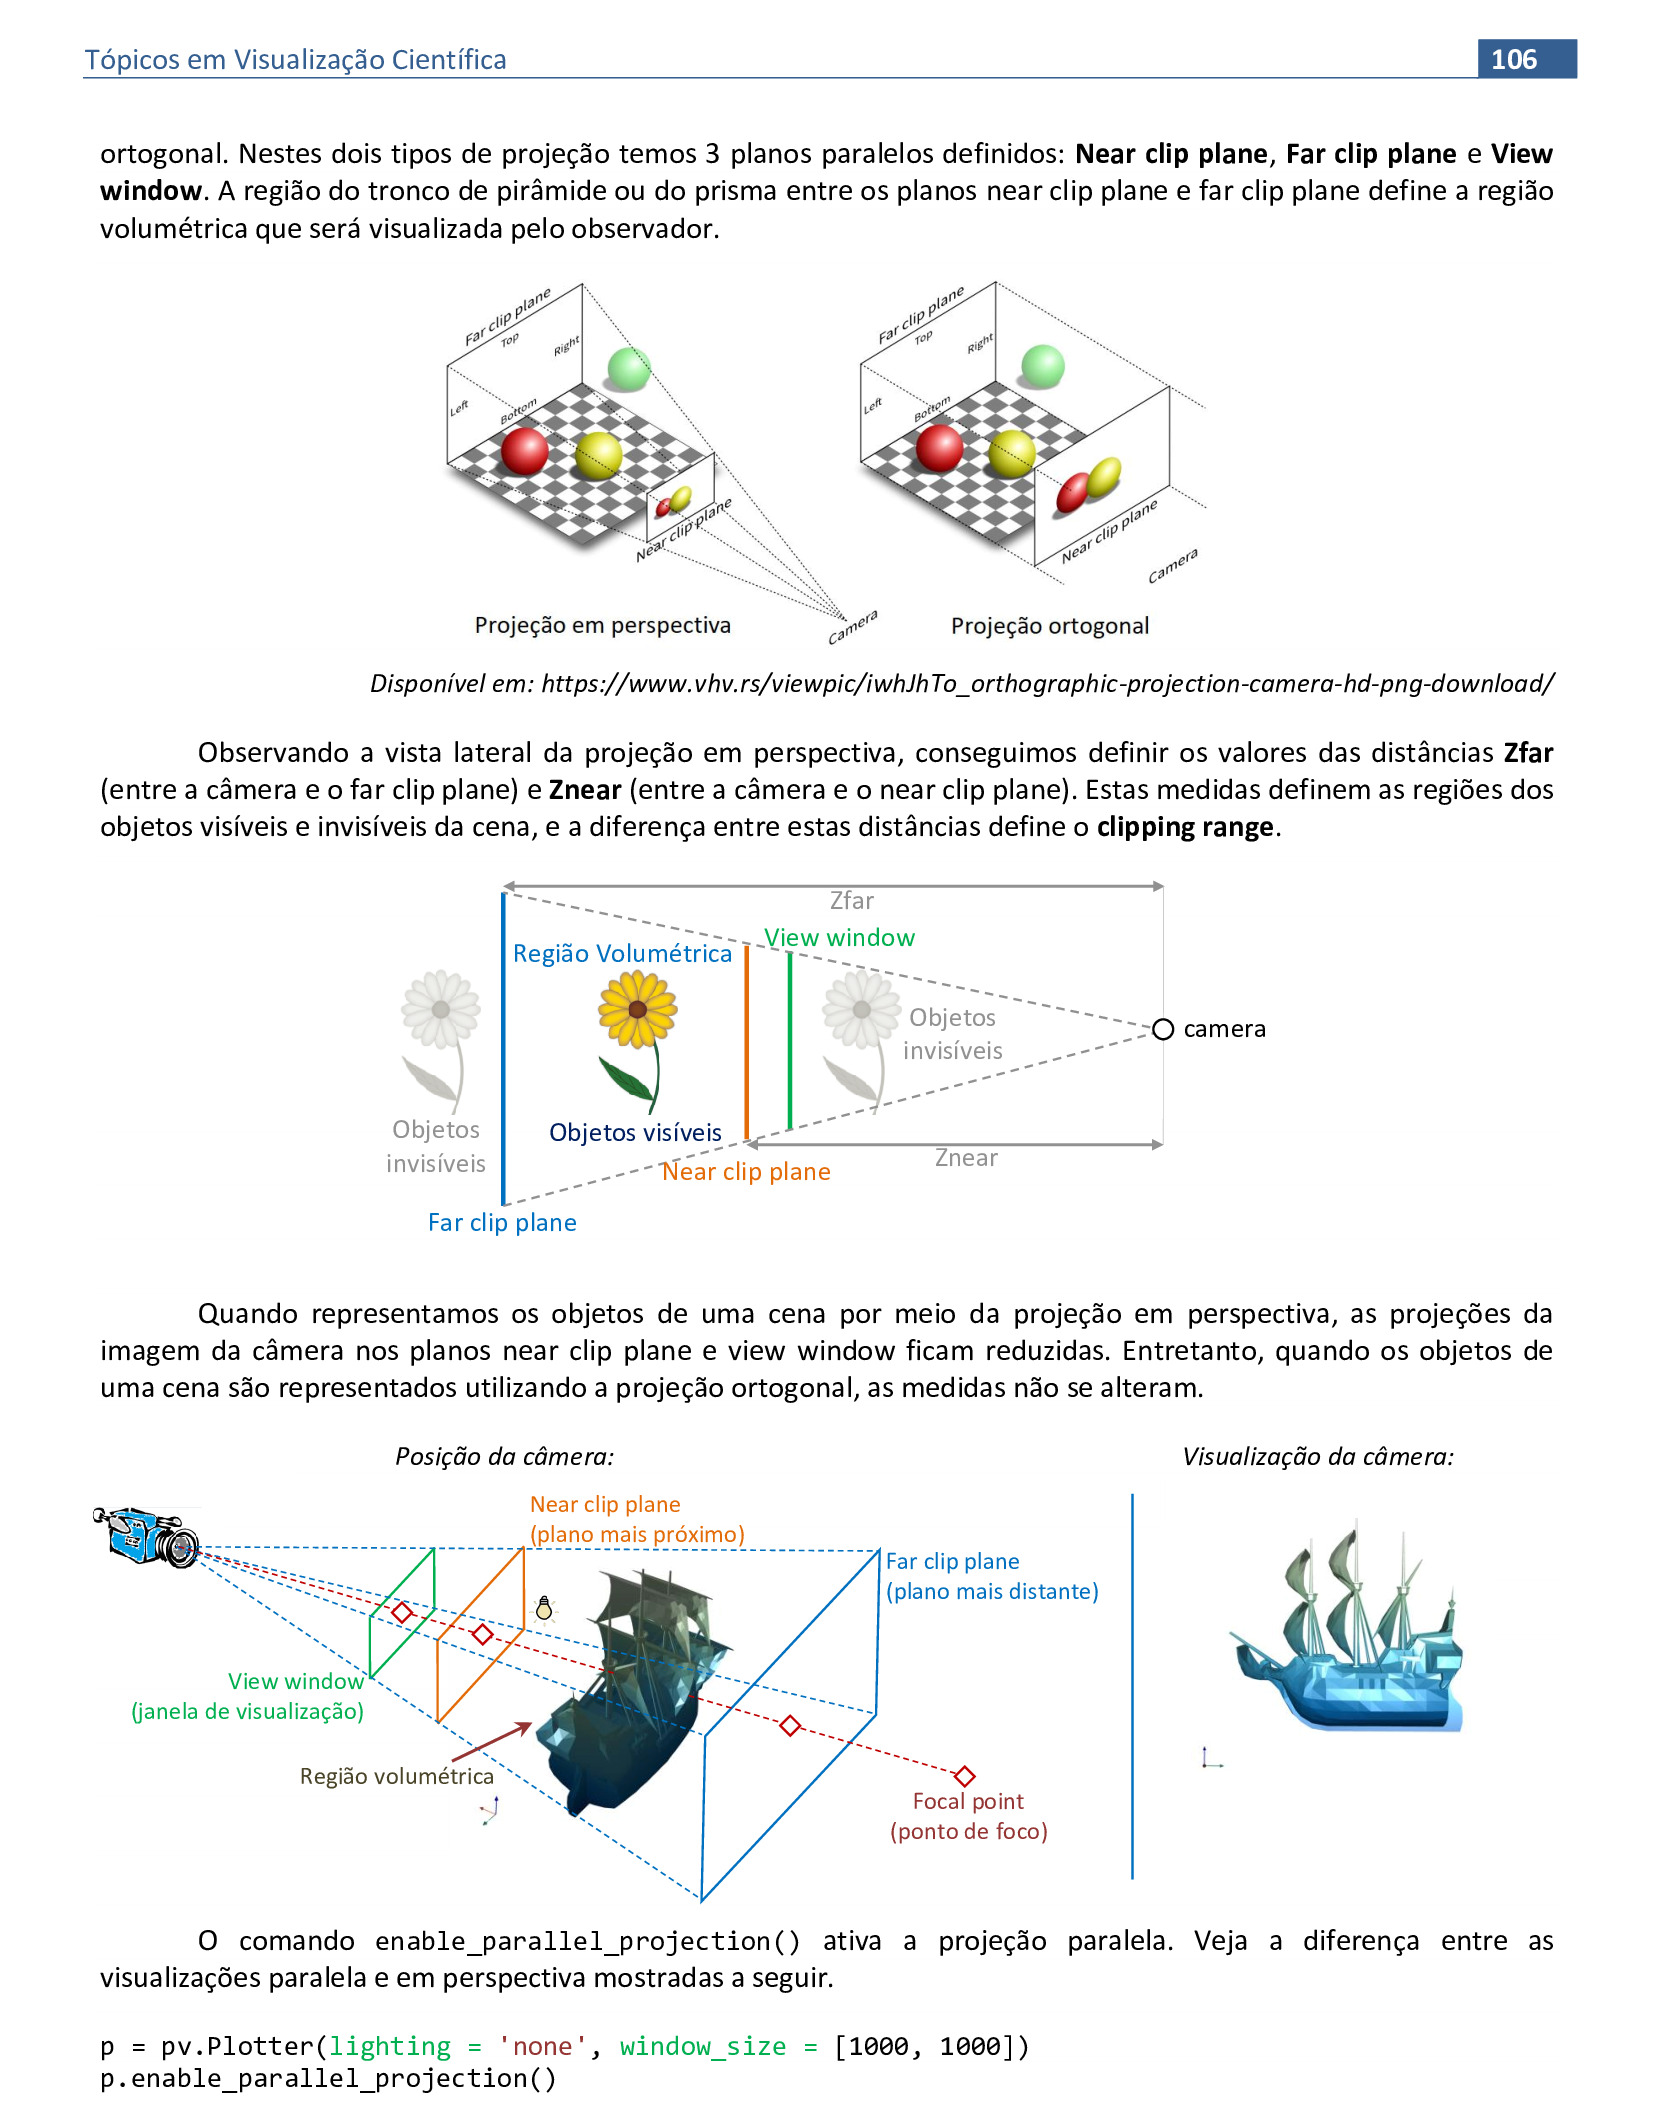 Tópicos em Visualização Científica 106
ortogonal. Nestes dois tipos de projeção temos 3 planos paralelos definidos: Near clip plane, Far clip plane e View
window. A região do tronco de pirâmide ou do prisma entre os planos near clip plane e far clip plane define a região
volumétrica que será visualizada pelo observador.
Far clip plane
Top
Right
Left
Bottom
Near clip plane
Camera
Projeção em perspectiva
Far clip plane
Top
Right
Left
Bottom
Near clip plane
Camera
Projeção ortogonal
Disponível em: https://www.vhv.rs/viewpic/iwhJhTo_orthographic-projection-camera-hd-png-download/
Observando a vista lateral da projeção em perspectiva, conseguimos definir os valores das distâncias Zfar
(entre a câmera e o far clip plane) e Znear (entre a câmera e o near clip plane). Estas medidas definem as regiões dos
objetos visíveis e invisíveis da cena, e a diferença entre estas distâncias define o clipping range.
Zfar
View window
Região Volumétrica
Objetos
invisíveis
camera
Objetos
invisíveis
Objetos visíveis
Znear
Near clip plane
Far clip plane
Quando representamos os objetos de uma cena por meio da projeção em perspectiva, as projeções da
imagem da câmera nos planos near clip plane e view window ficam reduzidas. Entretanto, quando os objetos de
uma cena são representados utilizando a projeção ortogonal, as medidas não se alteram.
Posição da câmera:
Visualização da câmera:
Near clip plane
(plano mais próximo)
Far clip plane
(plano mais distante)
View window
(janela de visualização)
Região volumétrica
Focal point
(ponto de foco)
O comando enable_parallel_projection() ativa a projeção paralela. Veja a diferença entre as
visualizações paralela e em perspectiva mostradas a seguir.
p = pv.Plotter(lighting = 'none', window_size = [1000, 1000])
p.enable_parallel_projection()